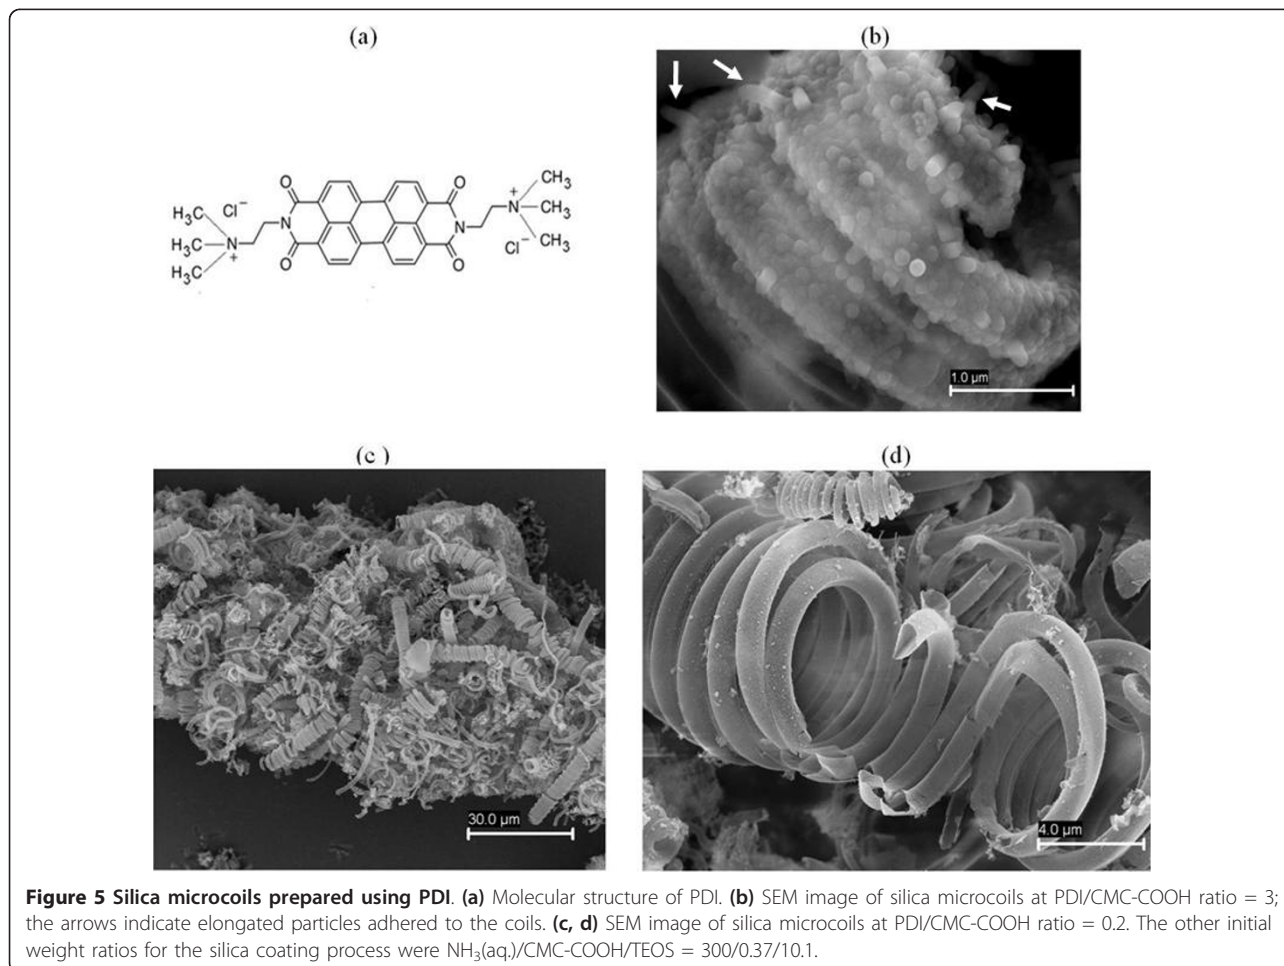 (a)
(b)
O
O
CH₃
Cl⁻
+
H₃C
N
CH₃
H₃C
N
N
N
CH₃
H₃C
+
Cl⁻
O
O
1.0 µm
(c )
(d)
30.0 µm
4.0 µm
Figure 5 Silica microcoils prepared using PDI. (a) Molecular structure of PDI. (b) SEM image of silica microcoils at PDI/CMC-COOH ratio = 3;
the arrows indicate elongated particles adhered to the coils. (c, d) SEM image of silica microcoils at PDI/CMC-COOH ratio = 0.2. The other initial
weight ratios for the silica coating process were NH₃(aq.)/CMC-COOH/TEOS = 300/0.37/10.1.